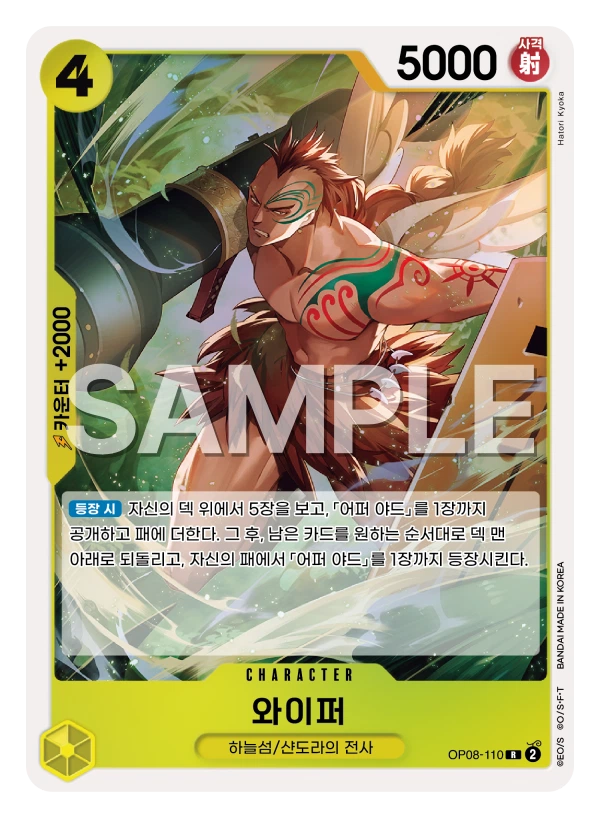 4
5000
사격
射
Hatori Kyoka
카운터 +2000
SAMPLE
등장 시 자신의 덱 위에서 5장을 보고, 「어퍼 야드」를 1장까지
공개하고 패에 더한다. 그 후, 남은 카드를 원하는 순서대로 덱 맨
아래로 되돌리고, 자신의 패에서 「어퍼 야드」를 1장까지 등장시킨다.
CHARACTER
와이퍼
하늘섬/샨도라의 전사
OP08-110 R 2
©EO/S ©O/S·F·T BANDAI MADE IN KOREA